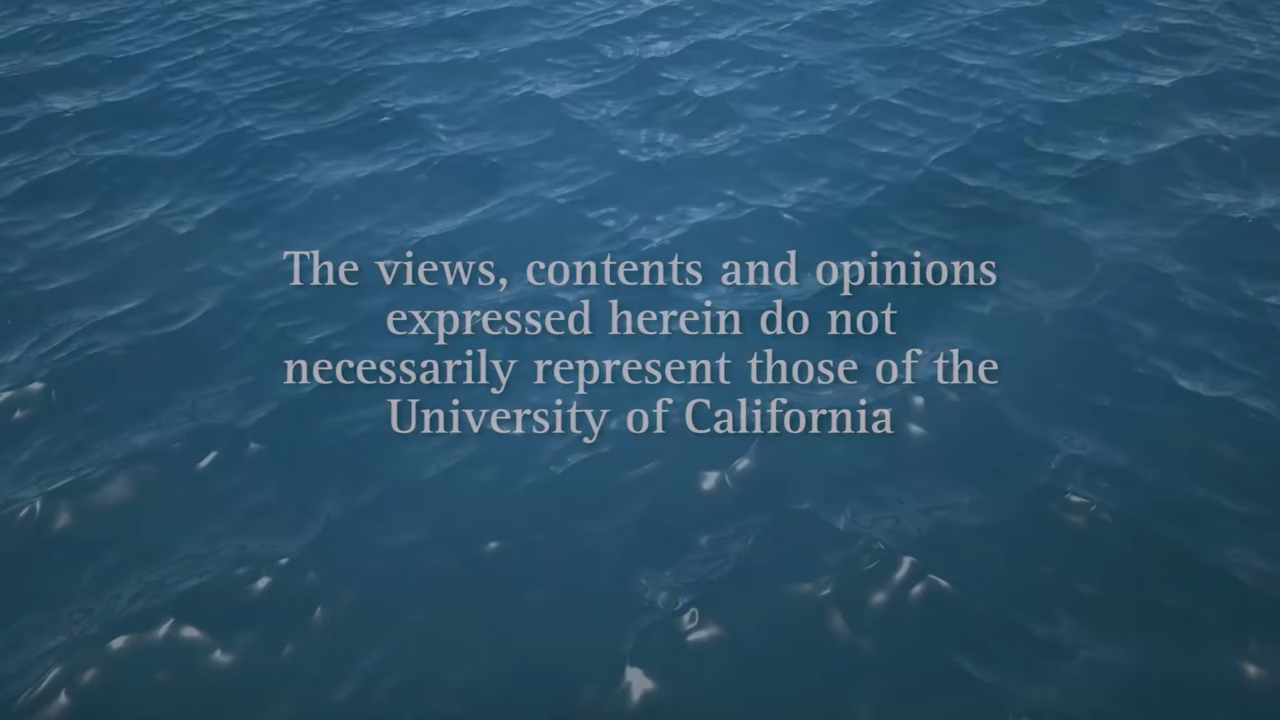 The views, contents and opinions
expressed herein do not
necessarily represent those of the
University of California